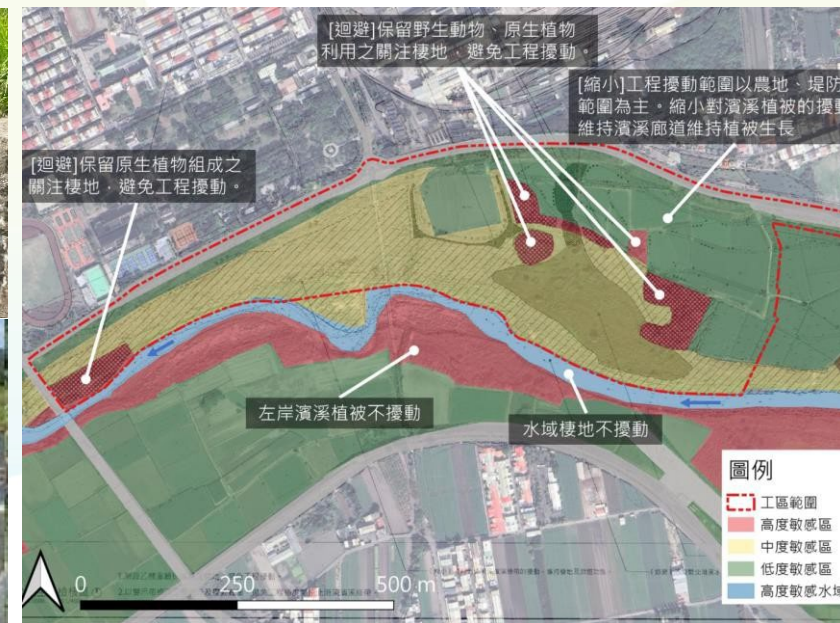 [迴避]保留野生動物、原生植物
利用之關注棲地，避免工程擾動。
[縮小]工程擾動範圍以農地、堤防
範圍為主。縮小對濱溪植被的擾
維持濱溪廊道維持植被生長
[迴避]保留原生植物組成之
關注棲地，避免工程擾動。
左岸濱溪植被不擾動
水域棲地不擾動
圖例
工區範圍
高度敏感區
中度敏感區
低度敏感區
高度敏感水域
0 250 500 m